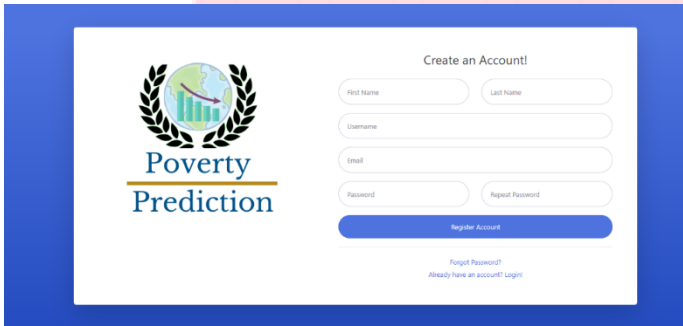 Poverty
Prediction
Create an Account!
First Name
Last Name
Username
Email
Password
Repeat Password
Register Account
Forgot Password?
Already have an account? Login!